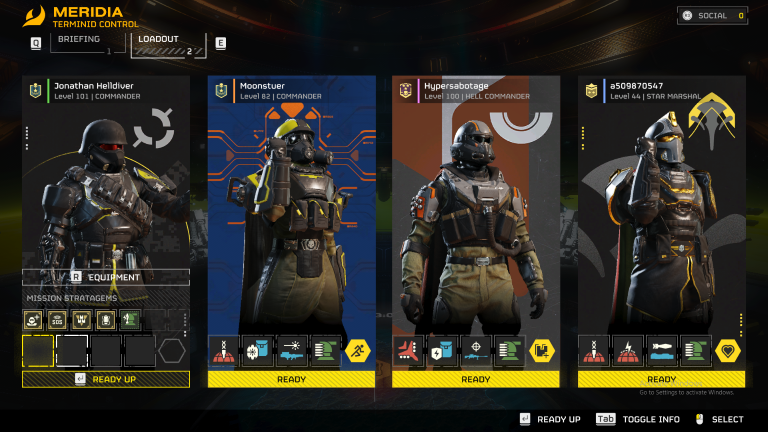 MERIDIA
TERMINID CONTROL
SOCIAL 0
Q BRIEFING 1 LOADOUT 2 E
Jonathan Helldiver
Level 101 | COMMANDER
Moonstuer
Level 82 | COMMANDER
Hypersabotage
Level 100 | HELL COMMANDER
a509870547
Level 44 | STAR MARSHAL
R EQUIPMENT
MISSION STRATAGEMS
SOS
READY UP
READY
READY
READY
Go to Settings to activate Windows.
READY UP Tab TOGGLE INFO SELECT